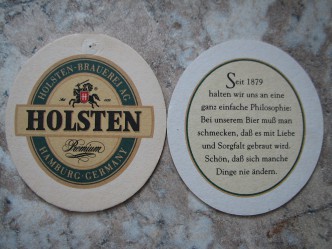 HOLSTEN-BRAUEREI AG
HOLSTEN
Premium
HAMBURG·GERMANY
Seit 1879
halten wir uns an eine
ganz einfache Philosophie:
Bei unserem Bier muß man
schmecken, daß es mit Liebe
und Sorgfalt gebraut wird.
Schön, daß sich manche
Dinge nie ändern.